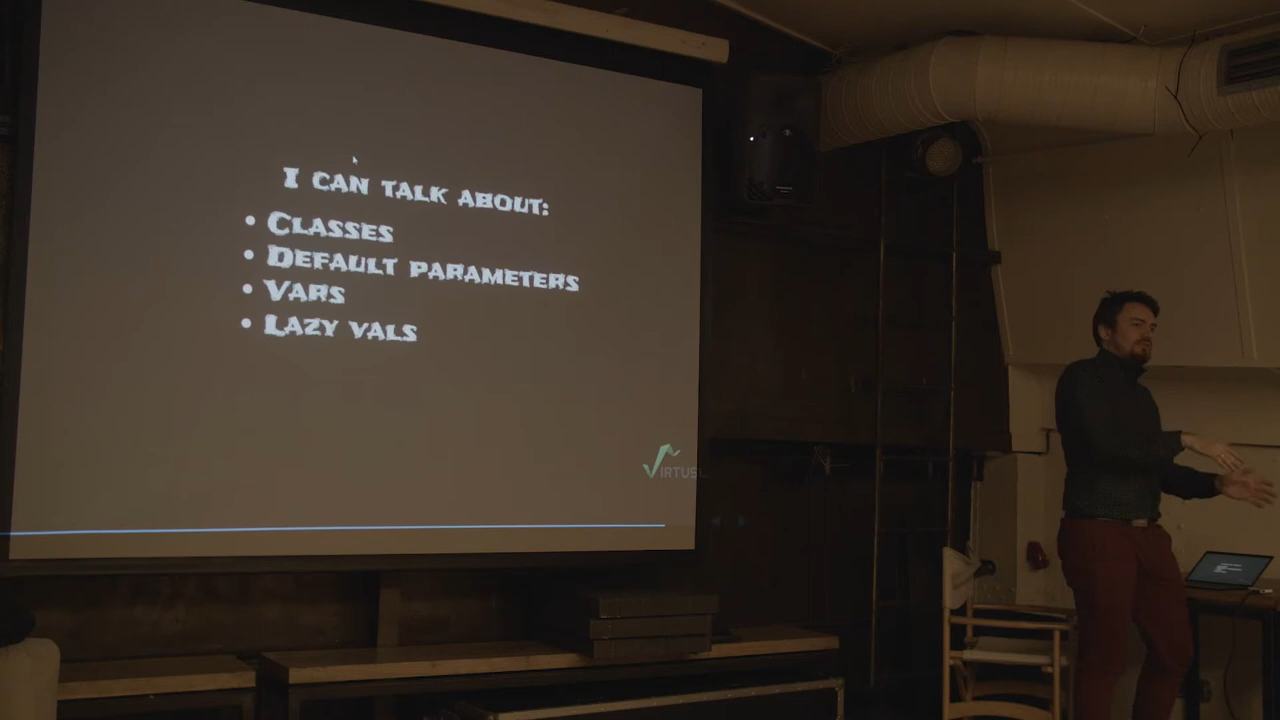 I can talk about:
• Classes
• Default parameters
• Vars
• Lazy vals